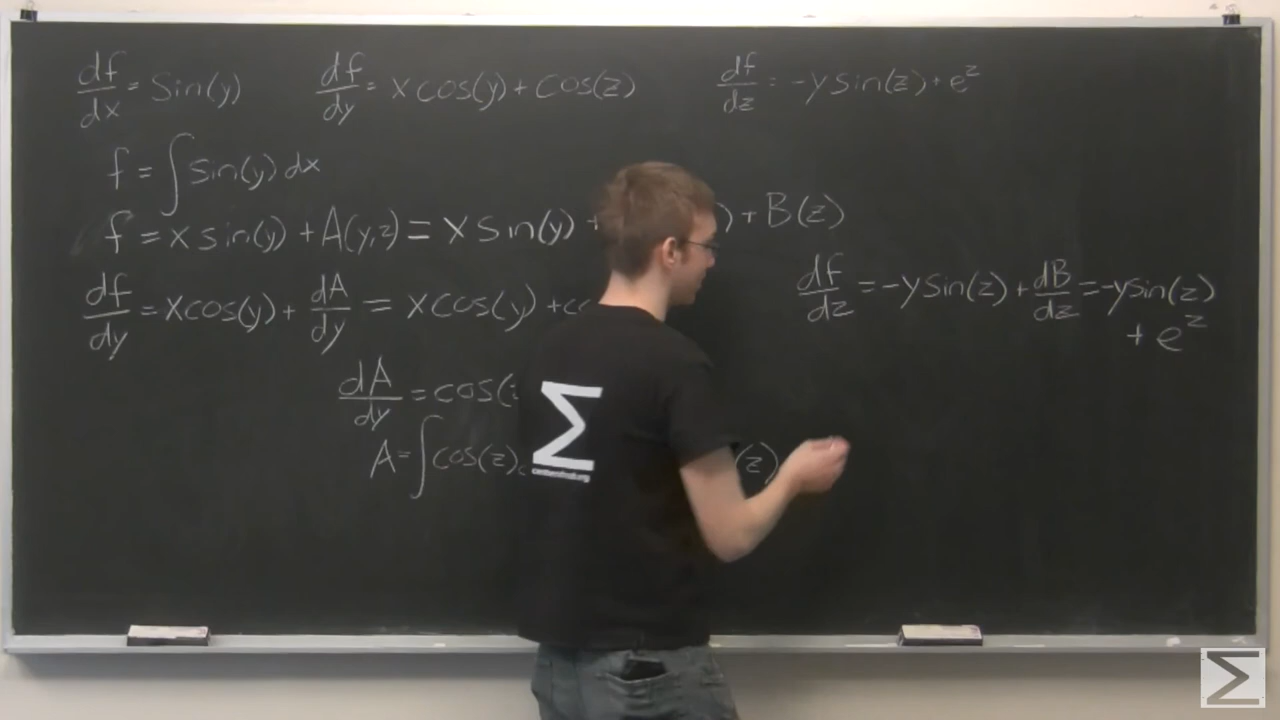 df/dx = Sin(y)   df/dy = x cos(y) + cos(z)   df/dz = -y Sin(z) + e^z
f = ∫ Sin(y) dx
f = x sin(y) + A(y,z) = x Sin(y) + ) + B(z)
df/dy = x cos(y) + dA/dy = x cos(y) + co
df/dz = -y Sin(z) + dB/dz = -y sin(z)
+ e^z
dA/dy = cos(
A = ∫ cos(z) (z)
Σ
Σ